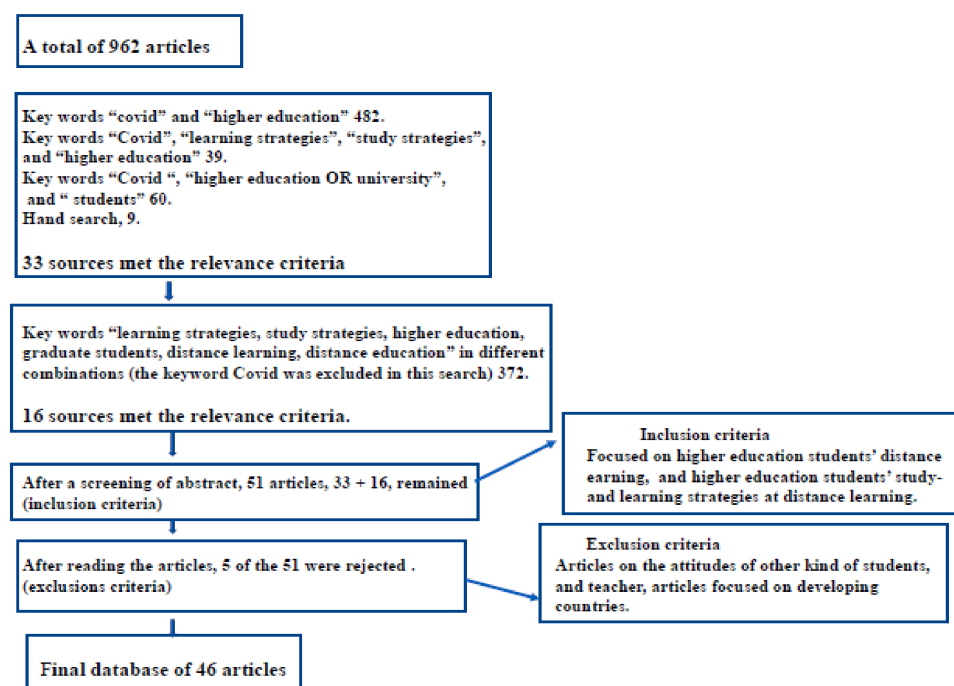 A total of 962 articles
Key words “covid” and “higher education” 482.
Key words “Covid”, “learning strategies”, “study strategies”,
and “higher education” 39.
Key words “Covid “, “higher education OR university”,
and “ students” 60.
Hand search, 9.
33 sources met the relevance criteria
Key words “learning strategies, study strategies, higher education,
graduate students, distance learning, distance education” in different
combinations (the keyword Covid was excluded in this search) 372.
16 sources met the relevance criteria.
Inclusion criteria
Focused on higher education students’ distance
earning, and higher education students’ study-
and learning strategies at distance learning.
After a screening of abstract, 51 articles, 33 + 16, remained
(inclusion criteria)
Exclusion criteria
Articles on the attitudes of other kind of students,
and teacher, articles focused on developing
countries.
After reading the articles, 5 of the 51 were rejected .
(exclusions criteria)
Final database of 46 articles